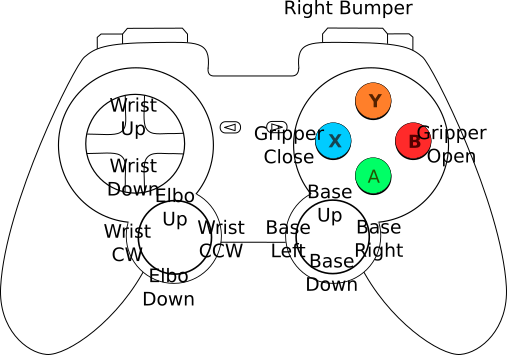 Right Bumper
Wrist
Up
Y
Gripper
Close
X
B
Gripper
Open
Wrist
Down
A
Elbo
Up
Base
Up
Wrist
CW
Wrist
CCW
Base
Left
Base
Right
Elbo
Down
Base
Down